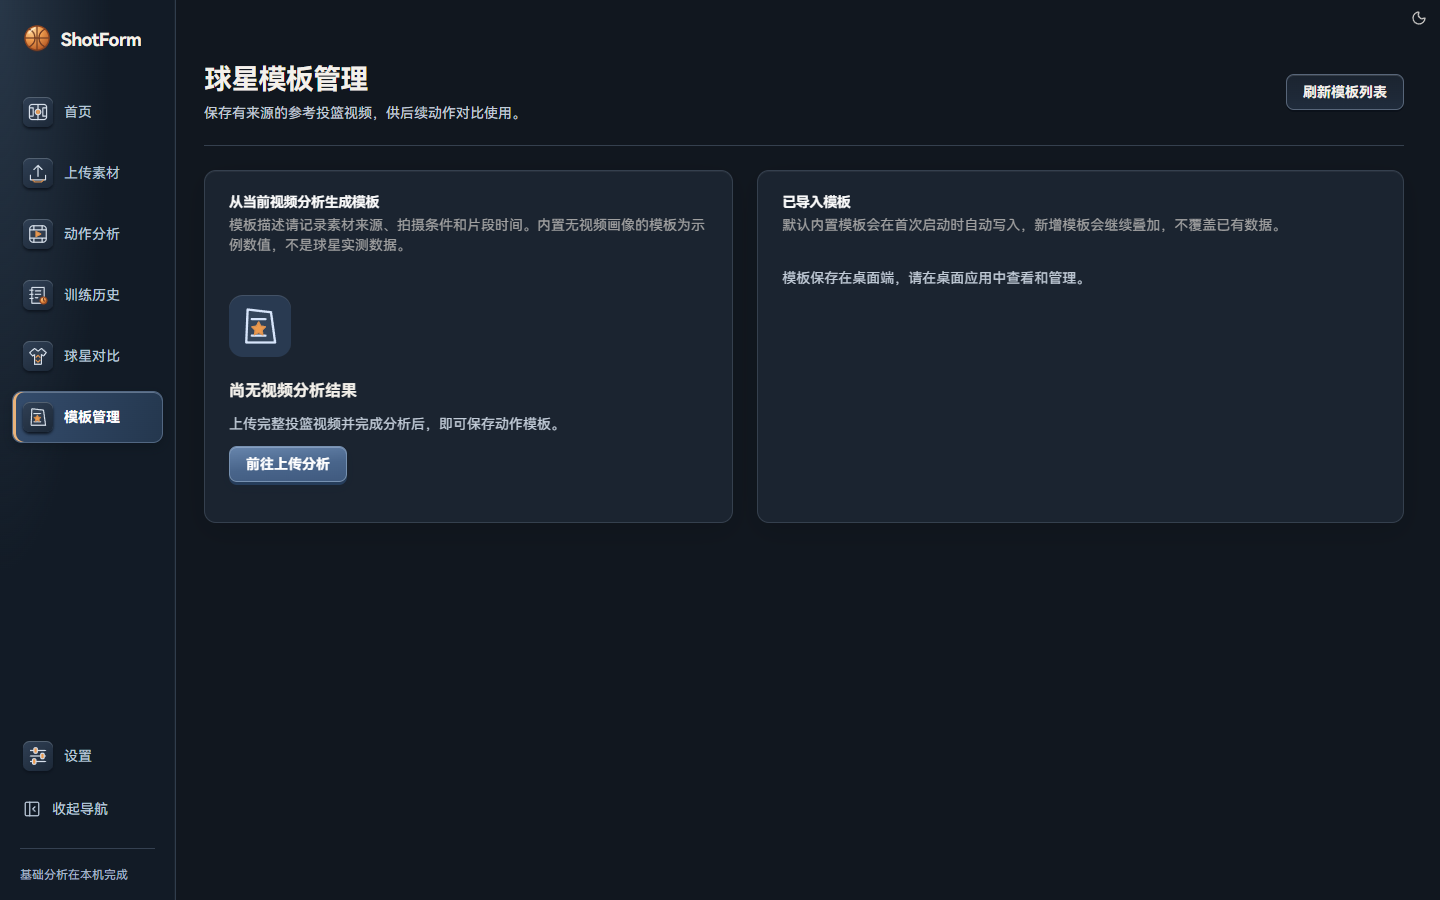 ShotForm
首页
上传素材
动作分析
训练历史
球星对比
模板管理
设置
收起导航
基础分析在本机完成
球星模板管理
保存有来源的参考投篮视频，供后续动作对比使用。
刷新模板列表
从当前视频分析生成模板
模板描述请记录素材来源、拍摄条件和片段时间。内置无视频画像的模板为示
例数值，不是球星实测数据。
尚无视频分析结果
上传完整投篮视频并完成分析后，即可保存动作模板。
前往上传分析
已导入模板
默认内置模板会在首次启动时自动写入，新增模板会继续叠加，不覆盖已有数据。
模板保存在桌面端，请在桌面应用中查看和管理。